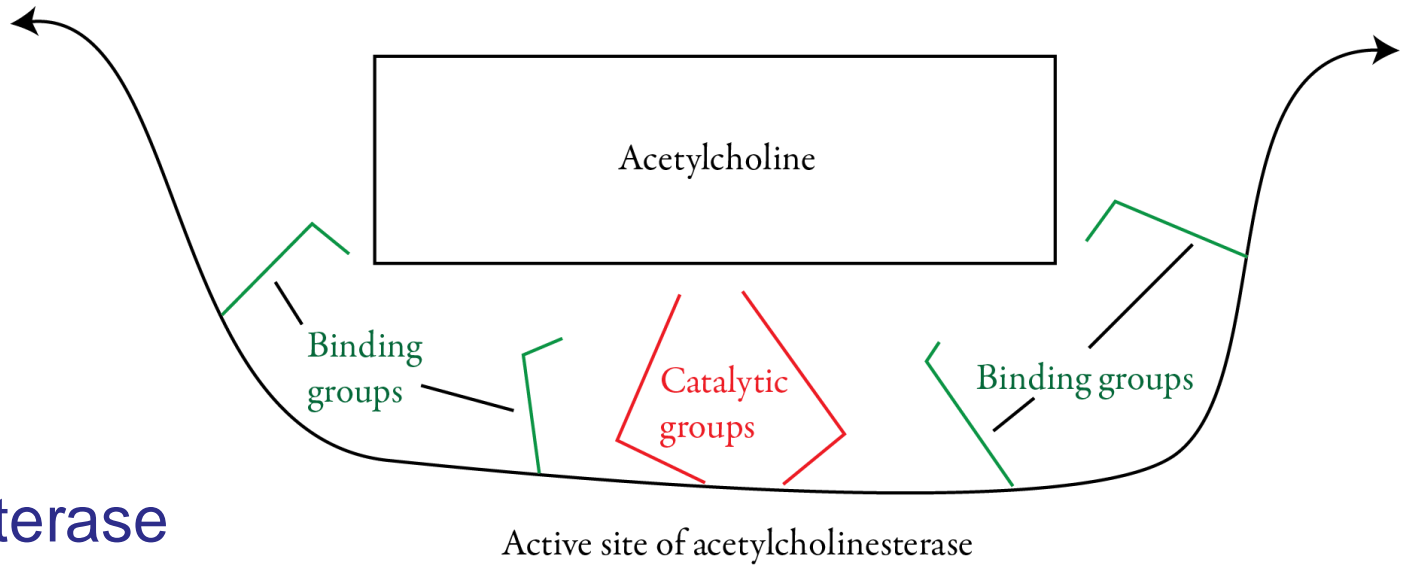 Acetylcholine
Binding
groups
Catalytic
groups
Binding groups
terase
Active site of acetylcholinesterase